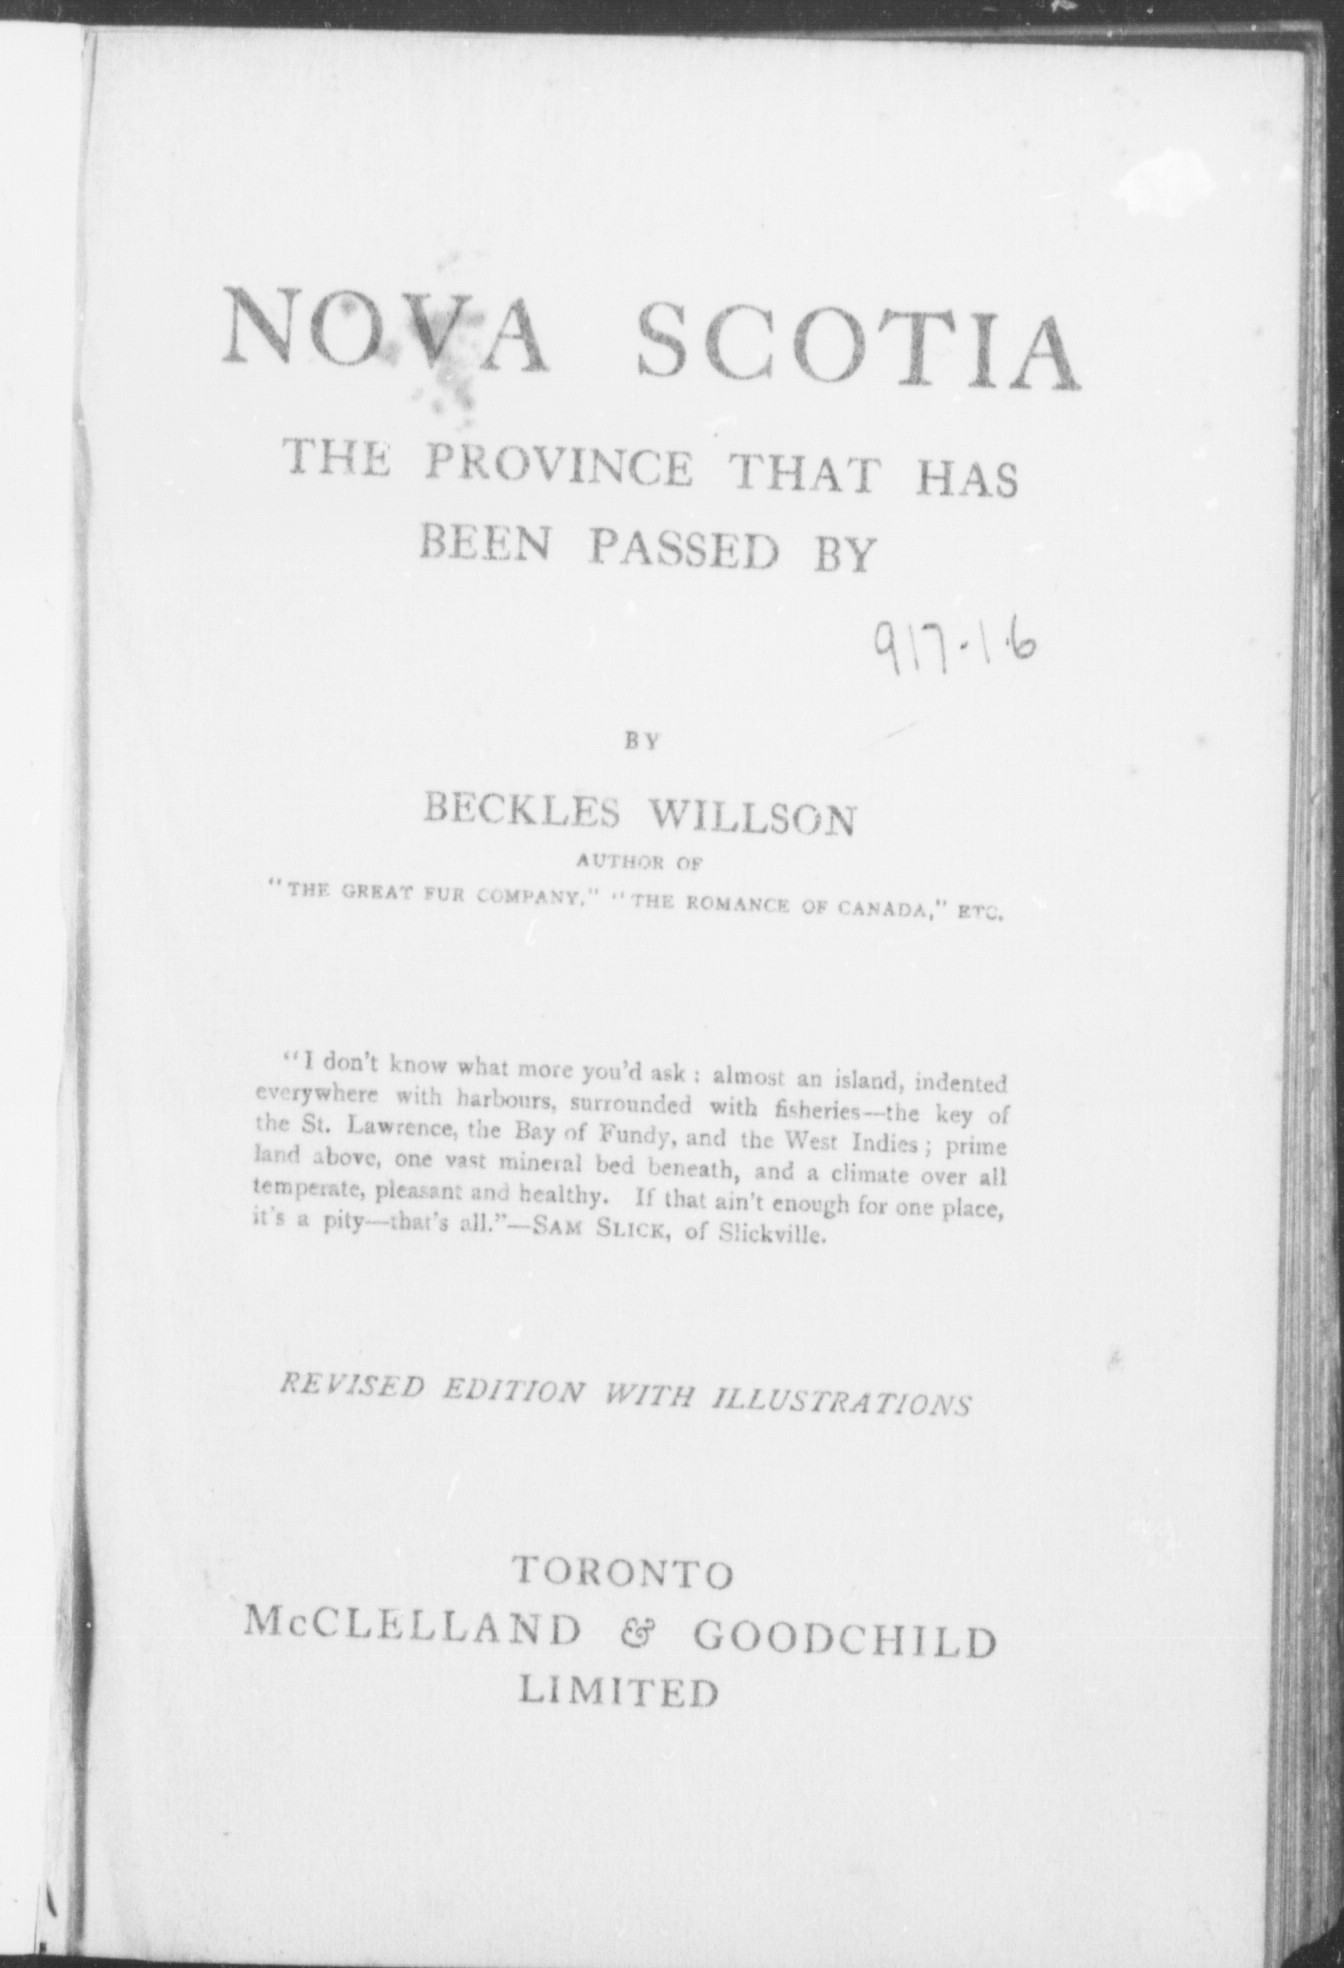 NOVA SCOTIA
THE PROVINCE THAT HAS
BEEN PASSED BY
917.1.6
BY
BECKLES WILLSON
AUTHOR OF
"THE GREAT FUR COMPANY," "THE ROMANCE OF CANADA," ETC.
"I don't know what more you'd ask: almost an island, indented
everywhere with harbours, surrounded with fisheries—the key of
the St. Lawrence, the Bay of Fundy, and the West Indies; prime
land above, one vast mineral bed beneath, and a climate over all
temperate, pleasant and healthy. If that ain't enough for one place,
it's a pity—that's all."—SAM SLICK, of Slickville.
REVISED EDITION WITH ILLUSTRATIONS
TORONTO
McCLELLAND & GOODCHILD
LIMITED